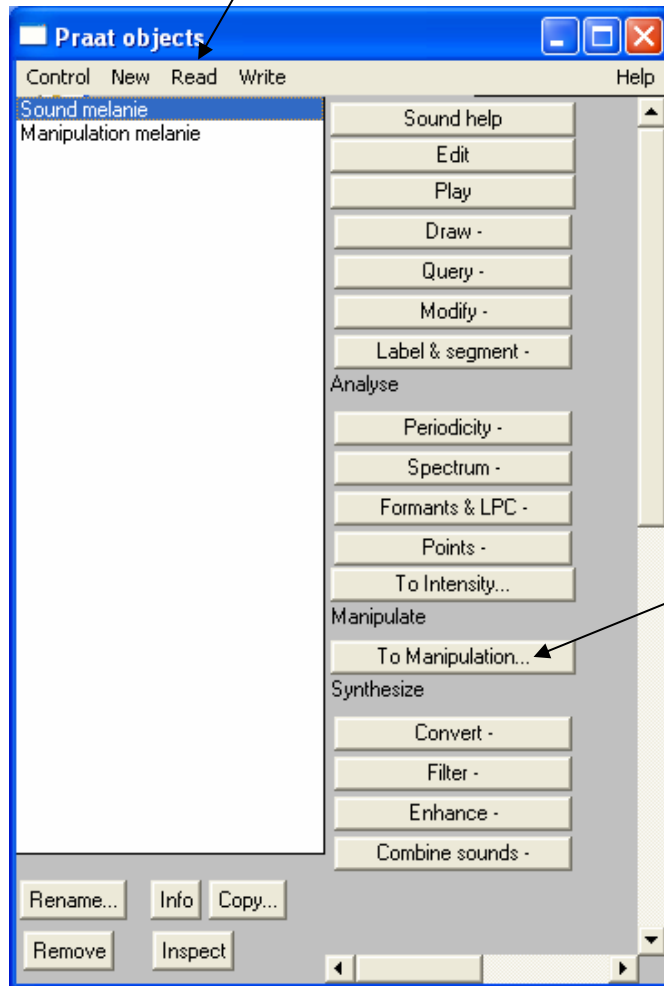 Praat objects
Control New Read Write Help
Sound melanie
Manipulation melanie
Sound help
Edit
Play
Draw -
Query -
Modify -
Label & segment -
Analyse
Periodicity -
Spectrum -
Formants & LPC -
Points -
To Intensity...
Manipulate
To Manipulation...
Synthesize
Convert -
Filter -
Enhance -
Combine sounds -
Rename... Info Copy...
Remove Inspect